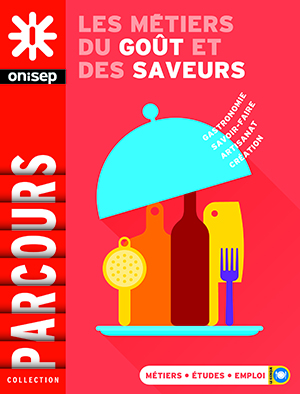 onisep
LES MÉTIERS
DU GOÛT ET
DES SAVEURS
GASTRONOMIE
SAVOIR-FAIRE
ARTISANAT
CRÉATION
PARCOURS
COLLECTION
MÉTIERS • ÉTUDES • EMPLOI